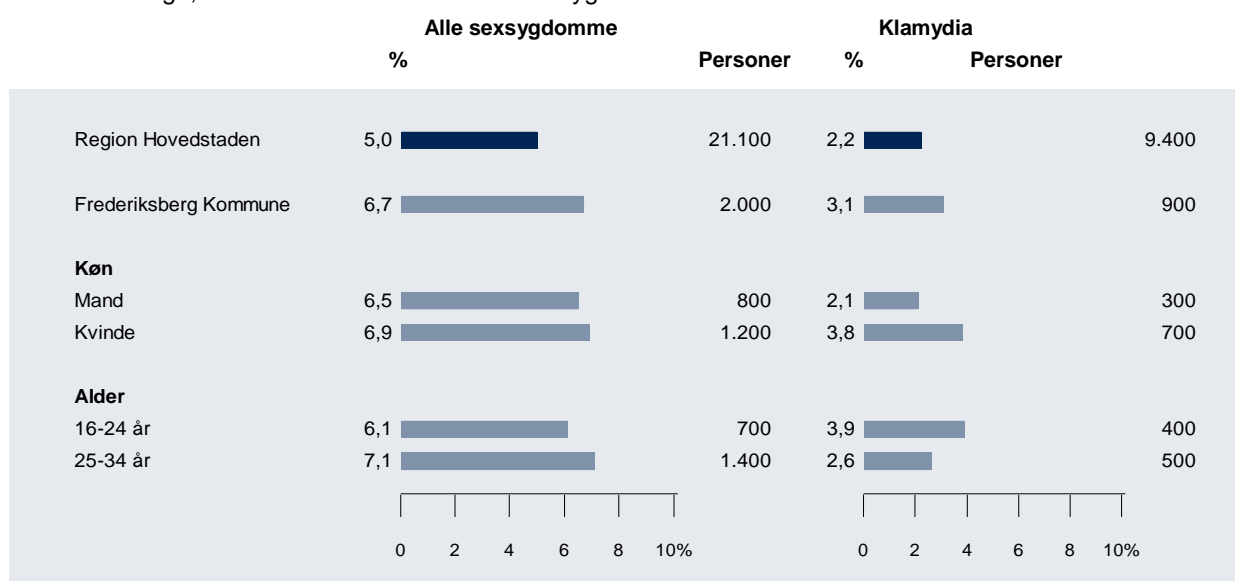 Alle sexsygdomme Klamydia
% Personer % Personer
Region Hovedstaden 5,0 21.100 2,2 9.400
Frederiksberg Kommune 6,7 2.000 3,1 900
Køn
Mand 6,5 800 2,1 300
Kvinde 6,9 1.200 3,8 700
Alder
16-24 år 6,1 700 3,9 400
25-34 år 7,1 1.400 2,6 500
0 2 4 6 8 10% 0 2 4 6 8 10%